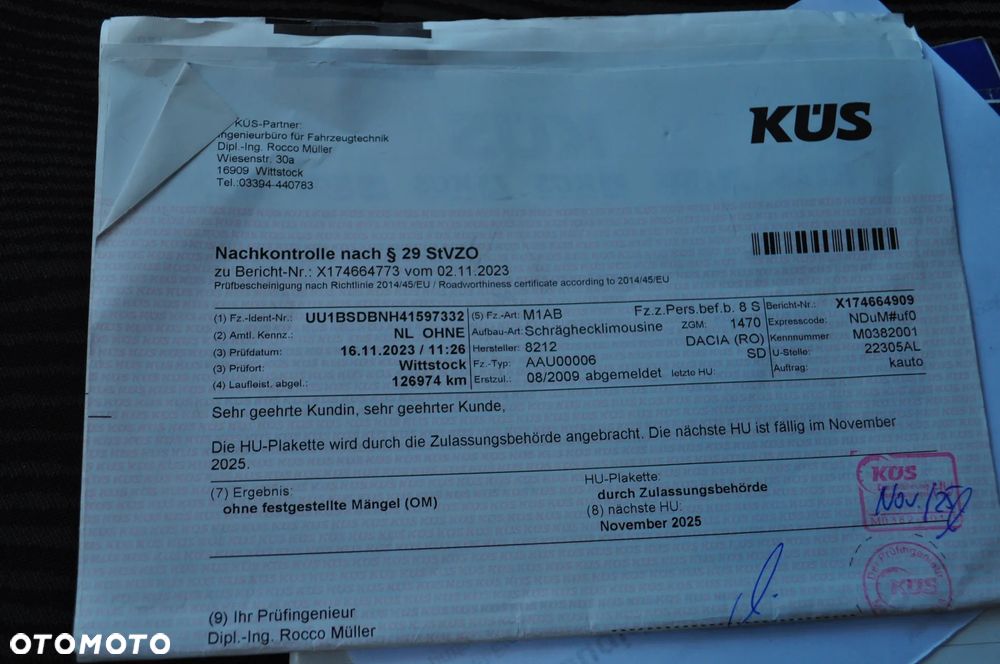 KÜS-Partner:
Ingenieurbüro für Fahrzeugtechnik
Dipl.-Ing. Rocco Müller
Wiesenstr. 30a
16909 Wittstock
Tel.:03394-440783
KÜS
Nachkontrolle nach § 29 StVZO
zu Bericht-Nr.: X174664773 vom 02.11.2023
Prüfbescheinigung nach Richtlinie 2014/45/EU / Roadworthiness certificate according to 2014/45/EU
(1) Fz.-Ident-Nr.: UU1BSDBNH41597332
(2) Amtl. Kennz.: NL OHNE
(3) Prüfdatum: 16.11.2023 / 11:26
(3) Prüfort: Wittstock
(4) Laufleist. abgel.: 126974 km
(5) Fz.-Art: M1AB Fz.z.Pers.bef.b. 8 S
Aufbau-Art: Schräghecklimousine ZGM: 1470
Hersteller: 8212 DACIA (RO)
Fz.-Typ: AAU00006 SD
Erstzul.: 08/2009 abgemeldet letzte HU:
Bericht-Nr.: X174664909
Expresscode: NDuM#uf0
Kennnummer M0382001
U-Stelle: 22305AL
Auftrag: kauto
Sehr geehrte Kundin, sehr geehrter Kunde,
Die HU-Plakette wird durch die Zulassungsbehörde angebracht. Die nächste HU ist fällig im November
2025.
(7) Ergebnis:
ohne festgestellte Mängel (OM)
HU-Plakette:
durch Zulassungsbehörde
(8) nächste HU:
November 2025
KÜS
Nov. /25
Der Prüfingenieur
KÜS
(9) Ihr Prüfingenieur
Dipl.-Ing. Rocco Müller
OTOMOTO